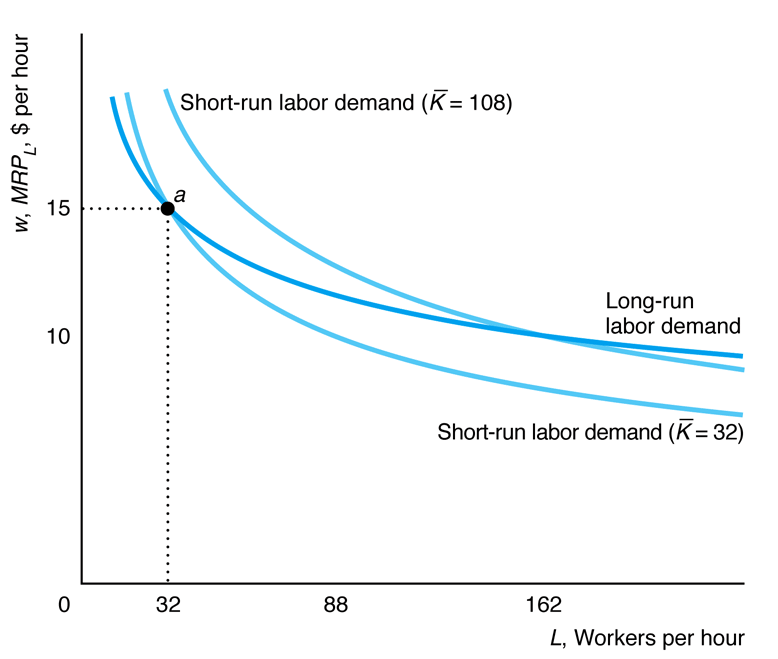 w, MRP_L, $ per hour
Short-run labor demand (K̅ = 108)
a
15
Long-run
labor demand
10
Short-run labor demand (K̅ = 32)
0
32
88
162
L, Workers per hour